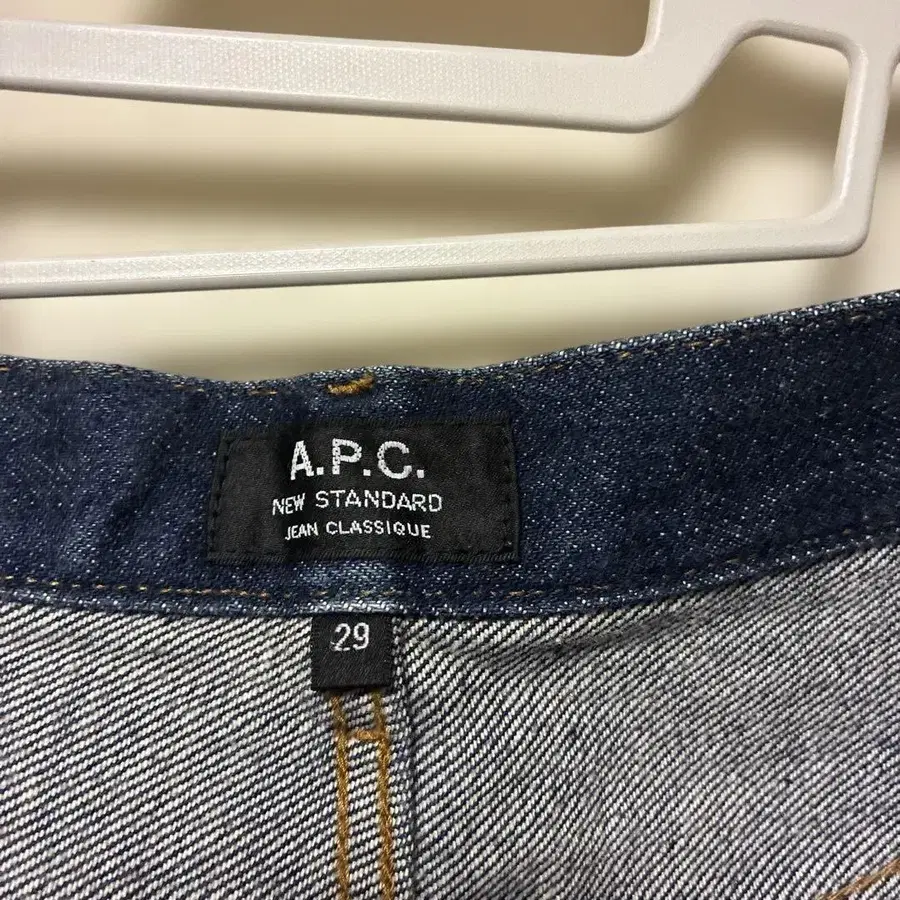 A.P.C.
NEW STANDARD
JEAN CLASSIQUE
29